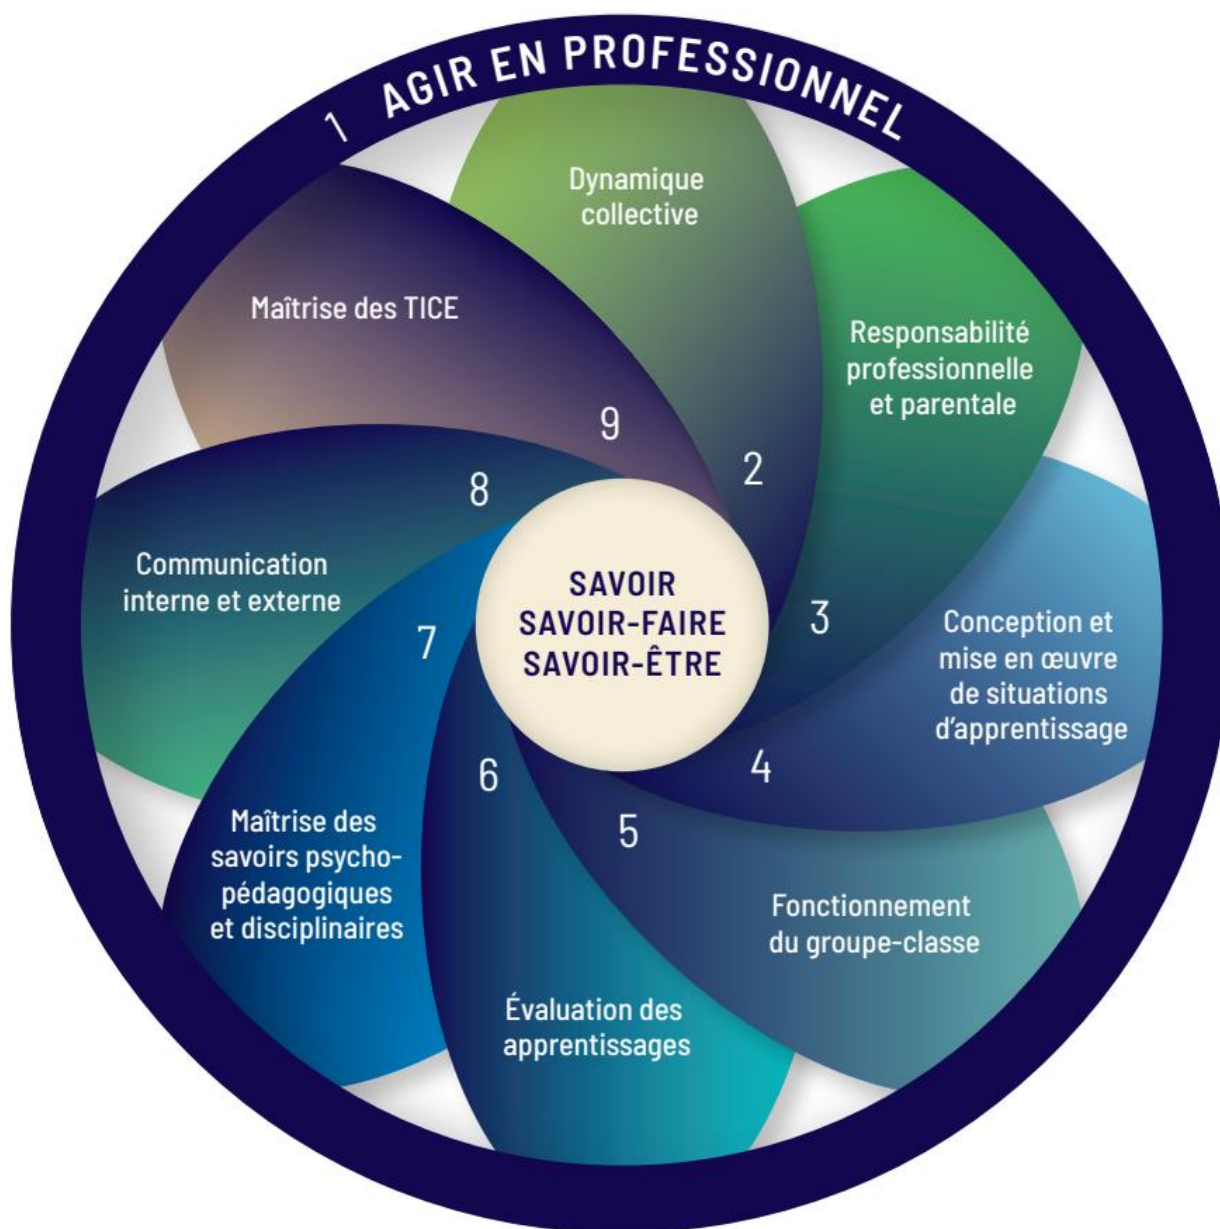 1 AGIR EN PROFESSIONNEL
Dynamique
collective
2
Responsabilité
professionnelle
et parentale
3
Conception et
mise en œuvre
de situations
d'apprentissage
4
Fonctionnement
du groupe-classe
5
Évaluation des
apprentissages
6
Maîtrise des
savoirs psycho-
pédagogiques
et disciplinaires
7
Communication
interne et externe
8
Maîtrise des TICE
9
SAVOIR
SAVOIR-FAIRE
SAVOIR-ÊTRE